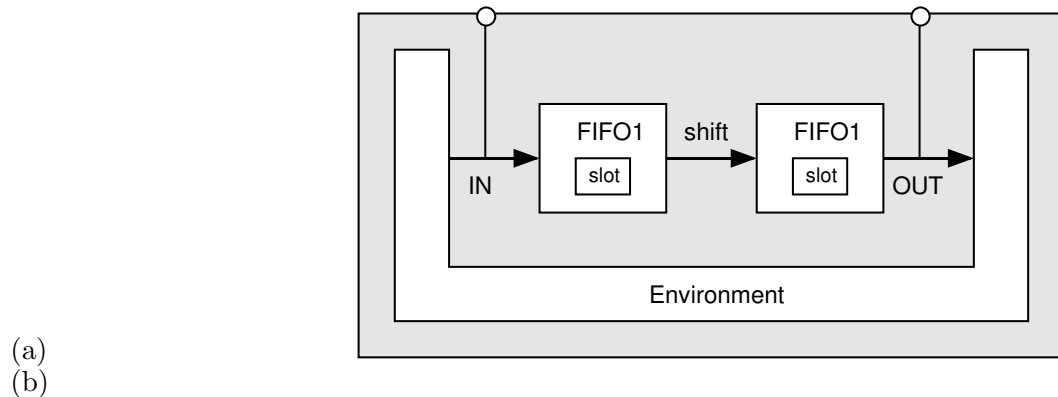 FIFO1 shift FIFO1
slot slot
IN OUT
Environment
(a)
(b)